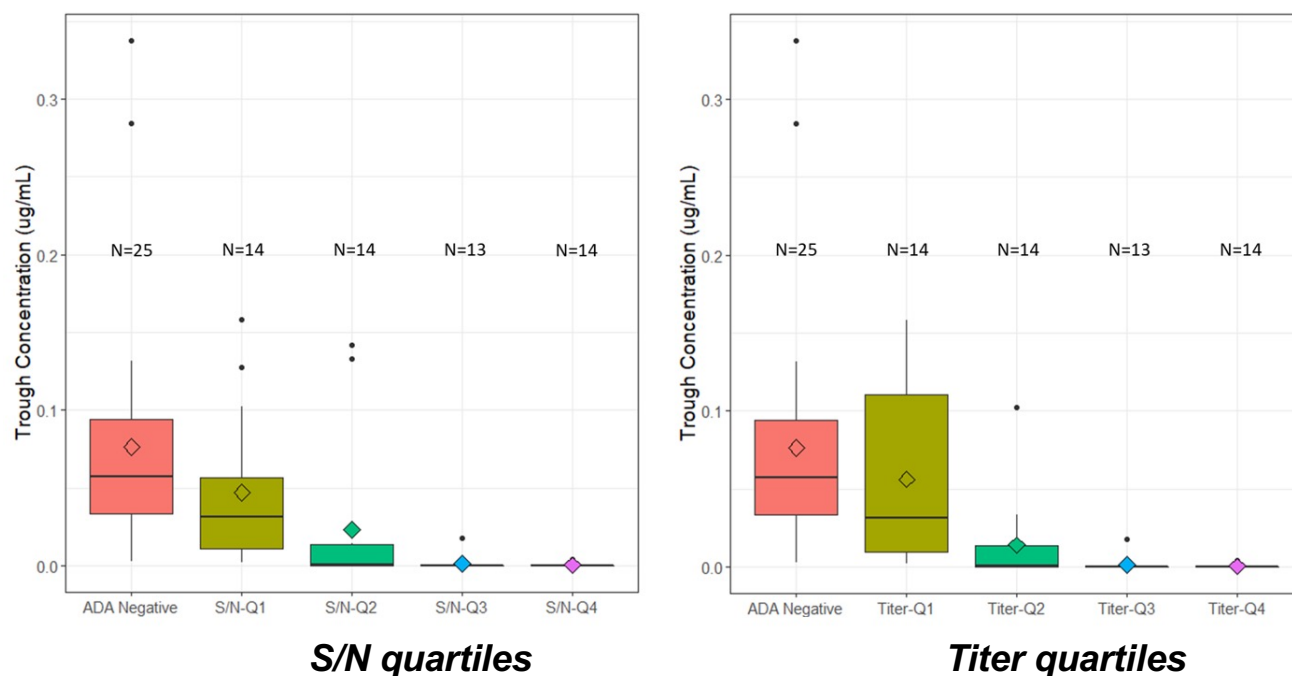 Trough Concentration (ug/mL)
0.3
0.2
0.1
0.0
N=25 N=14 N=14 N=13 N=14
ADA Negative S/N-Q1 S/N-Q2 S/N-Q3 S/N-Q4
S/N quartiles
Trough Concentration (ug/mL)
0.3
0.2
0.1
0.0
N=25 N=14 N=14 N=13 N=14
ADA Negative Titer-Q1 Titer-Q2 Titer-Q3 Titer-Q4
Titer quartiles